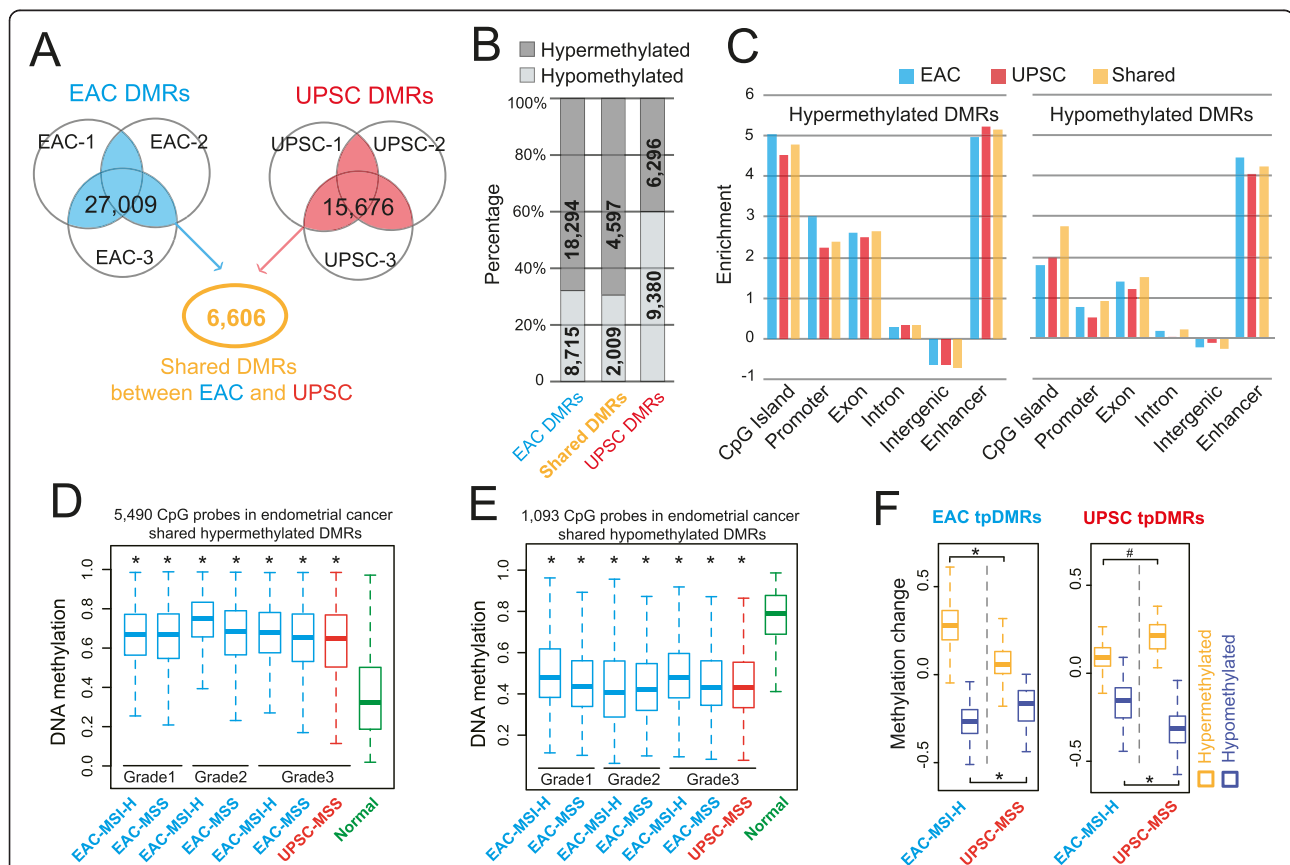 A
EAC DMRs
UPSC DMRs
EAC-1
EAC-2
27,009
EAC-3
UPSC-1
UPSC-2
15,676
UPSC-3
6,606
Shared DMRs
between EAC and UPSC
B
Hypermethylated
Hypomethylated
Percentage
100%
80%
60%
40%
20%
0
18,294
8,715
4,597
2,009
6,296
9,380
EAC DMRs
Shared DMRs
UPSC DMRs
C
EAC
UPSC
Shared
Enrichment
6
5
4
3
2
1
0
-1
Hypermethylated DMRs
Hypomethylated DMRs
CpG Island
Promoter
Exon
Intron
Intergenic
Enhancer
CpG Island
Promoter
Exon
Intron
Intergenic
Enhancer
D
5,490 CpG probes in endometrial cancer
shared hypermethylated DMRs
DNA methylation
1.0
0.8
0.6
0.4
0.2
0.0
* * * * * * *
Grade1
Grade2
Grade3
EAC-MSI-H
EAC-MSS
EAC-MSI-H
EAC-MSS
EAC-MSI-H
EAC-MSS
UPSC-MSS
Normal
E
1,093 CpG probes in endometrial cancer
shared hypomethylated DMRs
DNA methylation
1.0
0.8
0.6
0.4
0.2
0.0
* * * * * * *
Grade1
Grade2
Grade3
EAC-MSI-H
EAC-MSS
EAC-MSI-H
EAC-MSS
EAC-MSI-H
EAC-MSS
UPSC-MSS
Normal
F
EAC tpDMRs
UPSC tpDMRs
Methylation change
0.5
0.0
-0.5
*
*
0.5
0.0
-0.5
#
*
EAC-MSI-H
UPSC-MSS
EAC-MSI-H
UPSC-MSS
Hypermethylated
Hypomethylated